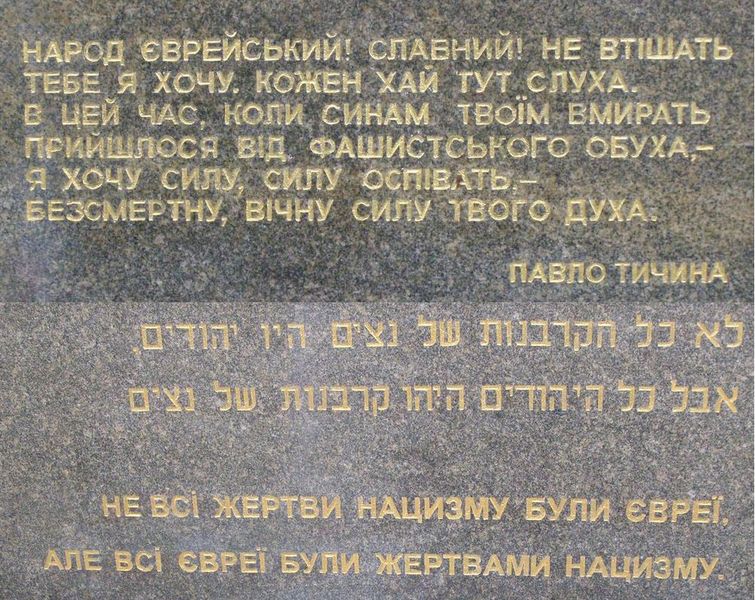 НАРОД ЄВРЕЙСЬКИЙ! СЛАВНИЙ! НЕ ВТІШАТЬ
ТЕБЕ Я ХОЧУ. КОЖЕН ХАЙ ТУТ СЛУХА.
В ЦЕЙ ЧАС, КОЛИ СИНАМ ТВОЇМ ВМИРАТЬ
ПРИЙШЛОСЯ ВІД ФАШИСТСЬКОГО ОБУХА,–
Я ХОЧУ СИЛУ, СИЛУ ОСПІВАТЬ,–
БЕЗСМЕРТНУ, ВІЧНУ СИЛУ ТВОГО ДУХА.
ПАВЛО ТИЧИНА
לא כל הקרבנות של נצים היו יהודים.
אבל כל היהודים היהו קרבנות של נצים
НЕ ВСІ ЖЕРТВИ НАЦИЗМУ БУЛИ ЄВРЕЇ,
АЛЕ ВСІ ЄВРЕЇ БУЛИ ЖЕРТВАМИ НАЦИЗМУ.